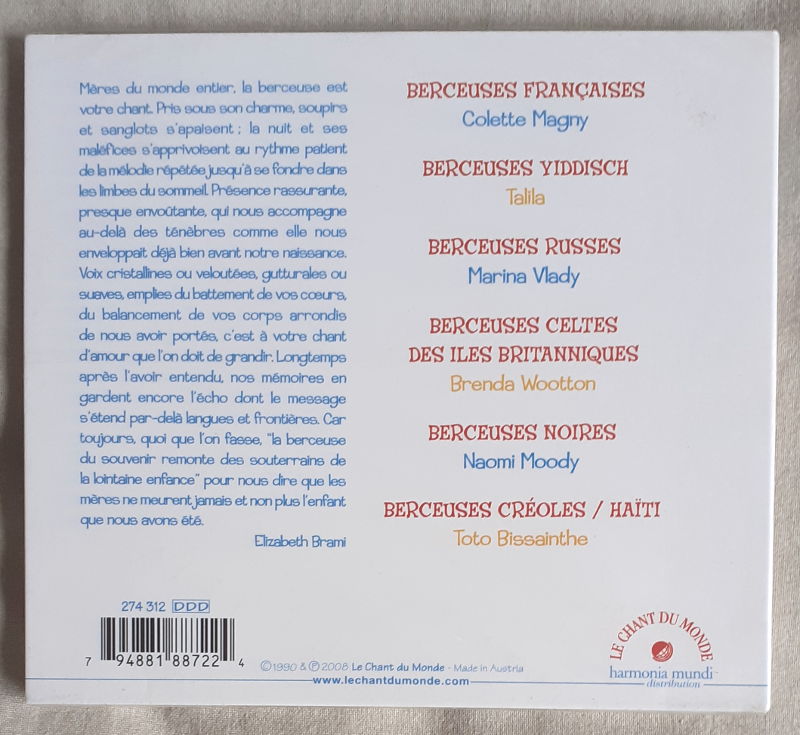 Mères du monde entier, la berceuse est
votre chant. Pris sous son charme, soupirs
et sanglots s'apaisent ; la nuit et ses
maléfices s'apprivoisent au rythme patient
de la mélodie répétée jusqu'à se fondre dans
les limbes du sommeil. Présence rassurante,
presque envoûtante, qui nous accompagne
au-delà des ténèbres comme elle nous
enveloppait déjà bien avant notre naissance.
Voix cristallines ou veloutées, gutturales ou
suaves, emplies du battement de vos cœurs,
du balancement de vos corps arrondis
de nous avoir portés, c'est à votre chant
d'amour que l'on doit de grandir. Longtemps
après l'avoir entendu, nos mémoires en
gardent encore l'écho dont le message
s'étend par-delà langues et frontières. Car
toujours, quoi que l'on fasse, "la berceuse
du souvenir remonte des souterrains de
la lointaine enfance" pour nous dire que les
mères ne meurent jamais et non plus l'enfant
que nous avons été.
Elizabeth Brami
BERCEUSES FRANÇAISES
Colette Magny
BERCEUSES YIDDISCH
Talila
BERCEUSES RUSSES
Marina Vlady
BERCEUSES CELTES
DES ILES BRITANNIQUES
Brenda Wootton
BERCEUSES NOIRES
Naomi Moody
BERCEUSES CRÉOLES / HAÏTI
Toto Bissainthe
274 312 DDD
7 94881 88722 4
©1990 & ℗2008 Le Chant du Monde - Made in Austria
www.lechantdumonde.com
LE CHANT DU MONDE
harmonia mundi
distribution